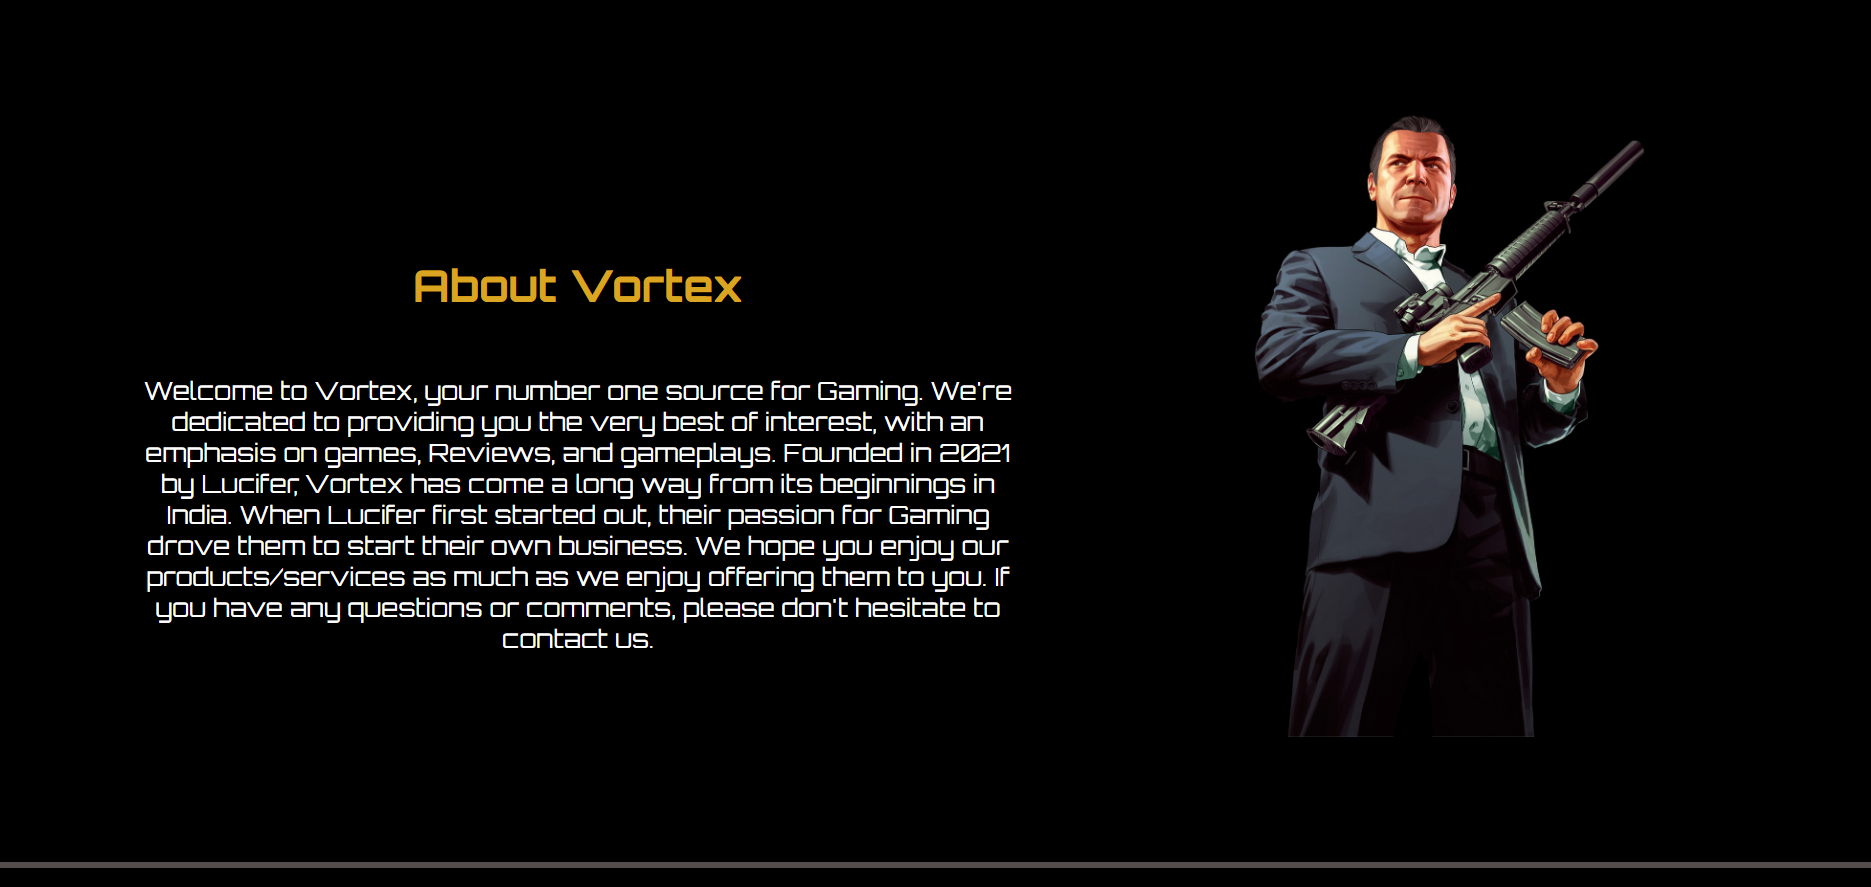 About Vortex
Welcome to Vortex, your number one source for Gaming. We're
dedicated to providing you the very best of interest, with an
emphasis on games, Reviews, and gameplays. Founded in 2021
by Lucifer, Vortex has come a long way from its beginnings in
India. When Lucifer first started out, their passion for Gaming
drove them to start their own business. We hope you enjoy our
products/services as much as we enjoy offering them to you. If
you have any questions or comments, please don't hesitate to
contact us.